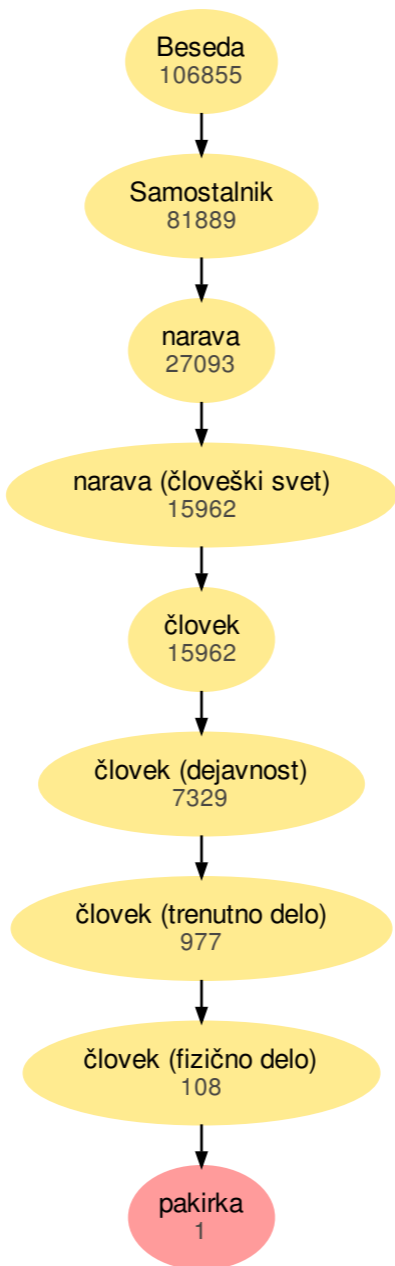 Beseda
106855
Samostalnik
81889
narava
27093
narava (človeški svet)
15962
človek
15962
človek (dejavnost)
7329
človek (trenutno delo)
977
človek (fizično delo)
108
pakirka
1